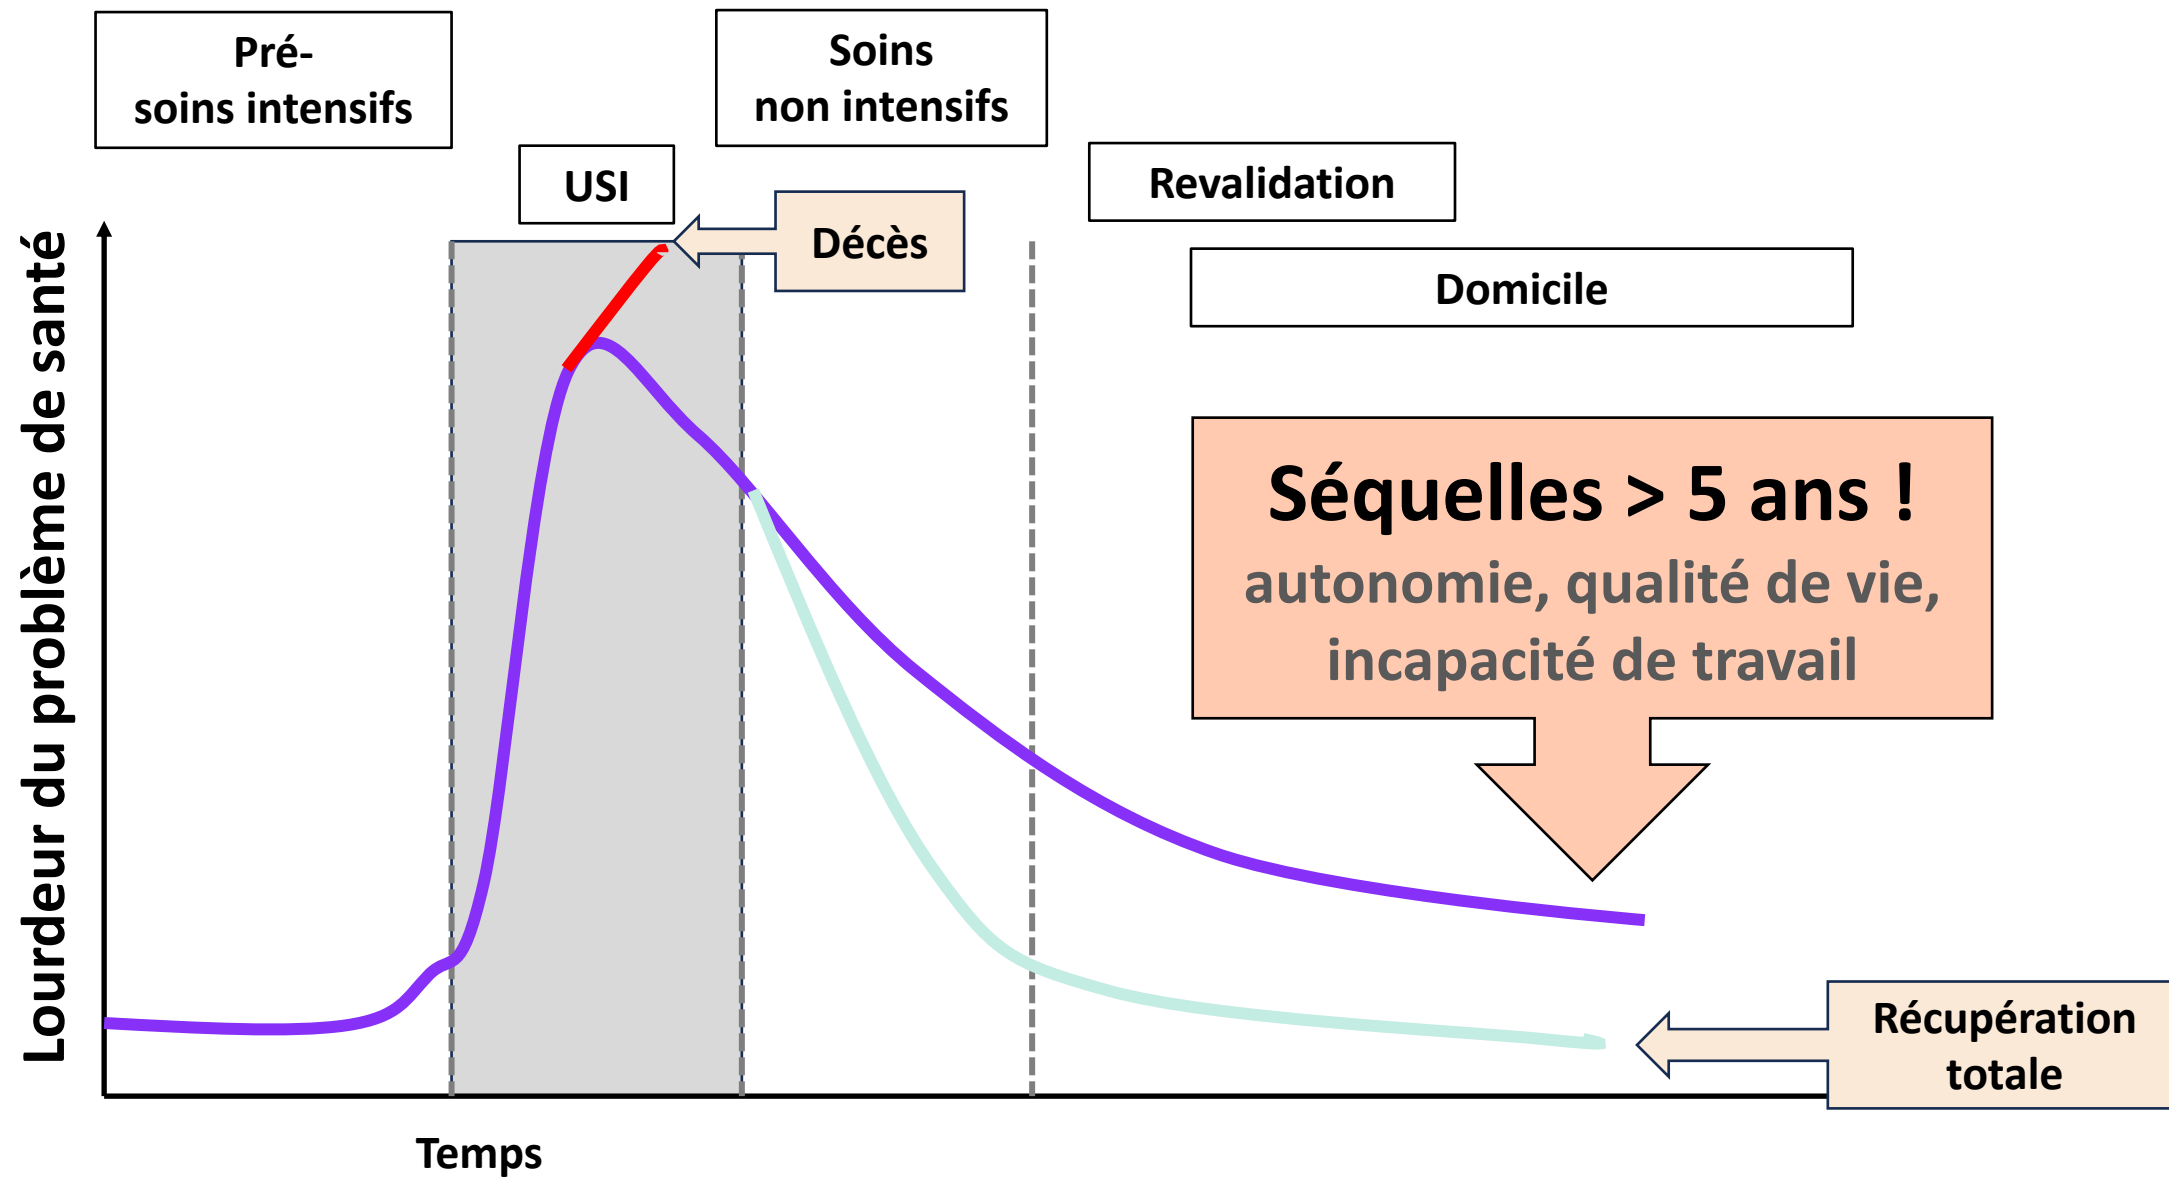 Pré-
soins intensifs
Soins
non intensifs
USI
Revalidation
Décès
Domicile
Lourdeur du problème de santé
Séquelles > 5 ans !
autonomie, qualité de vie,
incapacité de travail
Récupération
totale
Temps